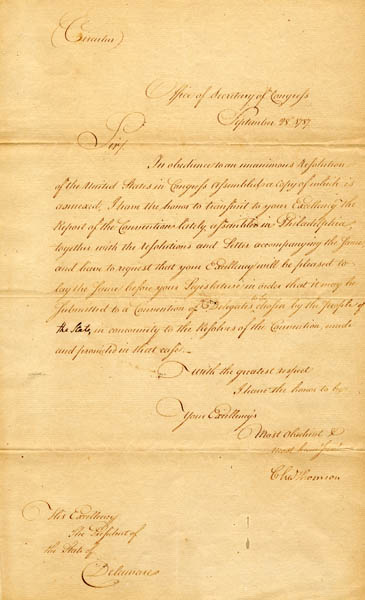 (Circular)
Office of Secretary of Congress
September 28. 1787
Sir,
In obedience to an unanimous Resolution
of the United States in Congress Assembled, a Copy of which is
annexed, I have the honor to transmit to your Excellency the
Report of the Convention lately assembled in Philadelphia
together with the resolutions and Letter accompanying the same
and have to request that your Excellency will be pleased to
lay the same before your Legislature in order that it may be
submitted to a Convention of Delegates chosen by the people of
the State, in conformity to the Resolves of the Convention, made
and provided in that case.—
With the greatest respect
I have the honor to be
Your Excellency's
Most obedient &
most humble serv't
Cha's Thomson
His Excellency
The President of
the State of
Delaware